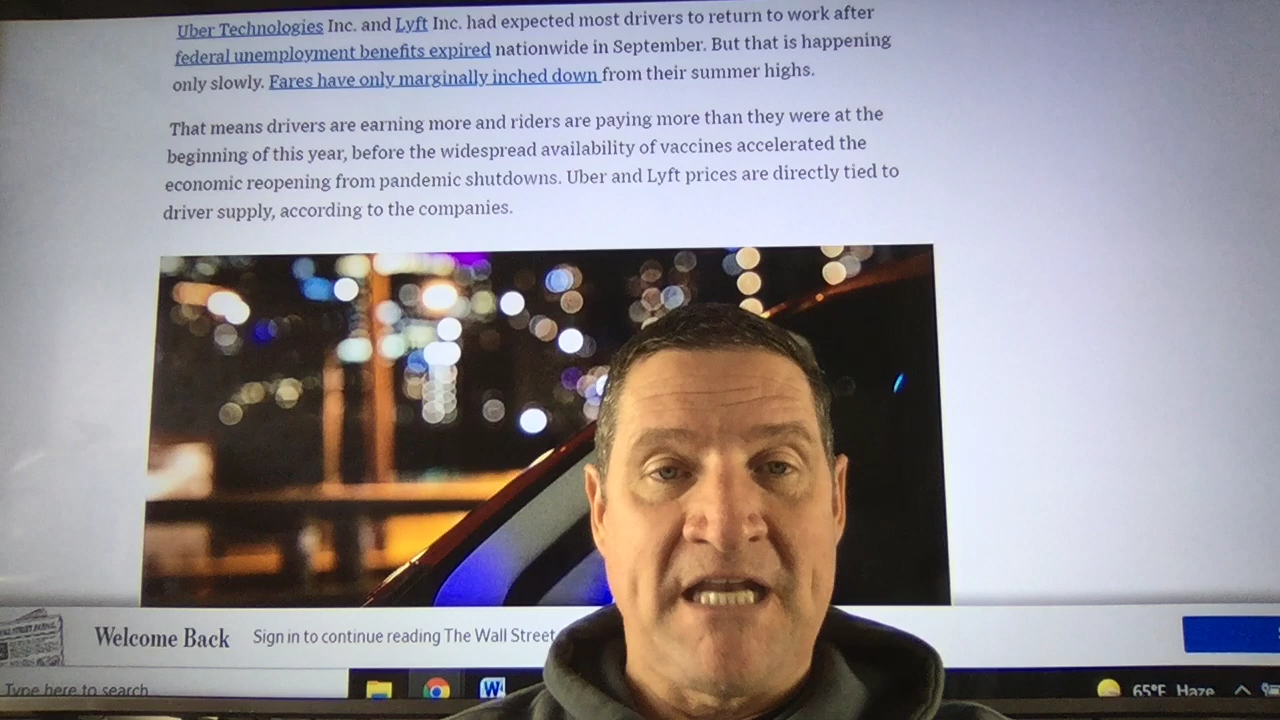 Uber Technologies Inc. and Lyft Inc. had expected most drivers to return to work after
federal unemployment benefits expired nationwide in September. But that is happening
only slowly. Fares have only marginally inched down from their summer highs.
That means drivers are earning more and riders are paying more than they were at the
beginning of this year, before the widespread availability of vaccines accelerated the
economic reopening from pandemic shutdowns. Uber and Lyft prices are directly tied to
driver supply, according to the companies.
Welcome Back Sign in to continue reading The Wall Street
Type here to search
W
65°F Haze